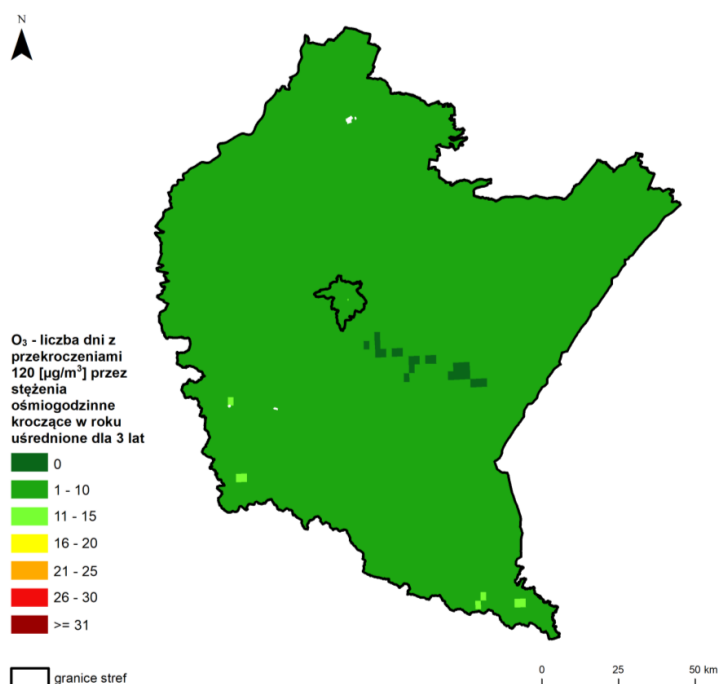 N
O₃ - liczba dni z
przekroczeniami
120 [µg/m³] przez
stężenia
ośmiogodzinne
kroczące w roku
uśrednione dla 3 lat
0
1 - 10
11 - 15
16 - 20
21 - 25
26 - 30
>= 31
granice stref
0 25 50 km